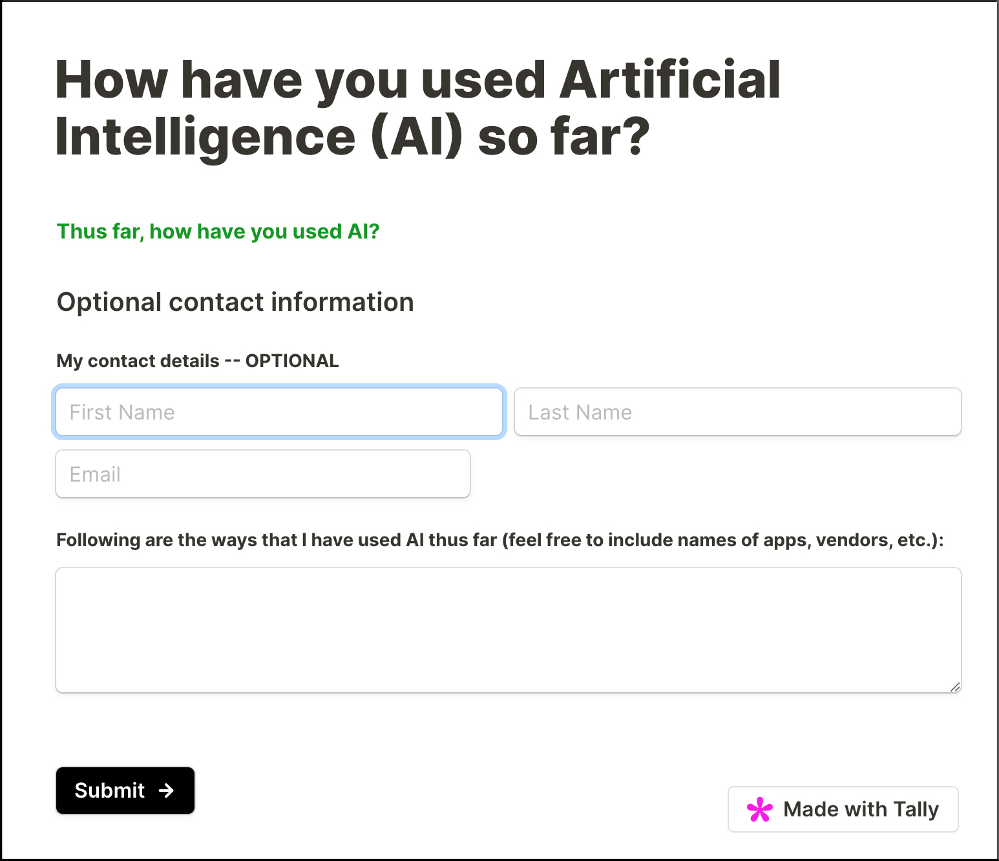 How have you used Artificial
Intelligence (AI) so far?
Thus far, how have you used AI?
Optional contact information
My contact details -- OPTIONAL
First Name
Last Name
Email
Following are the ways that I have used AI thus far (feel free to include names of apps, vendors, etc.):
Submit →
Made with Tally